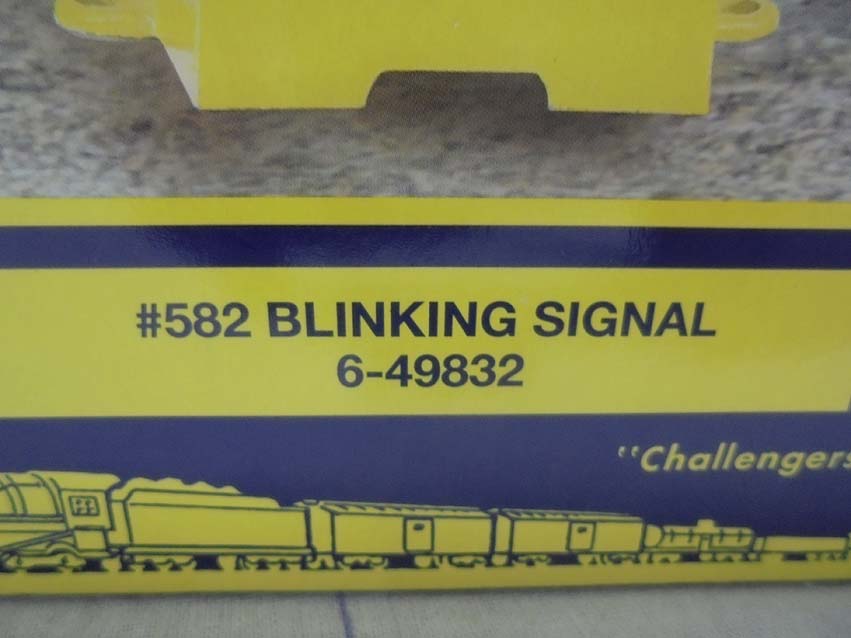 #582 BLINKING SIGNAL
6-49832
"Challengers